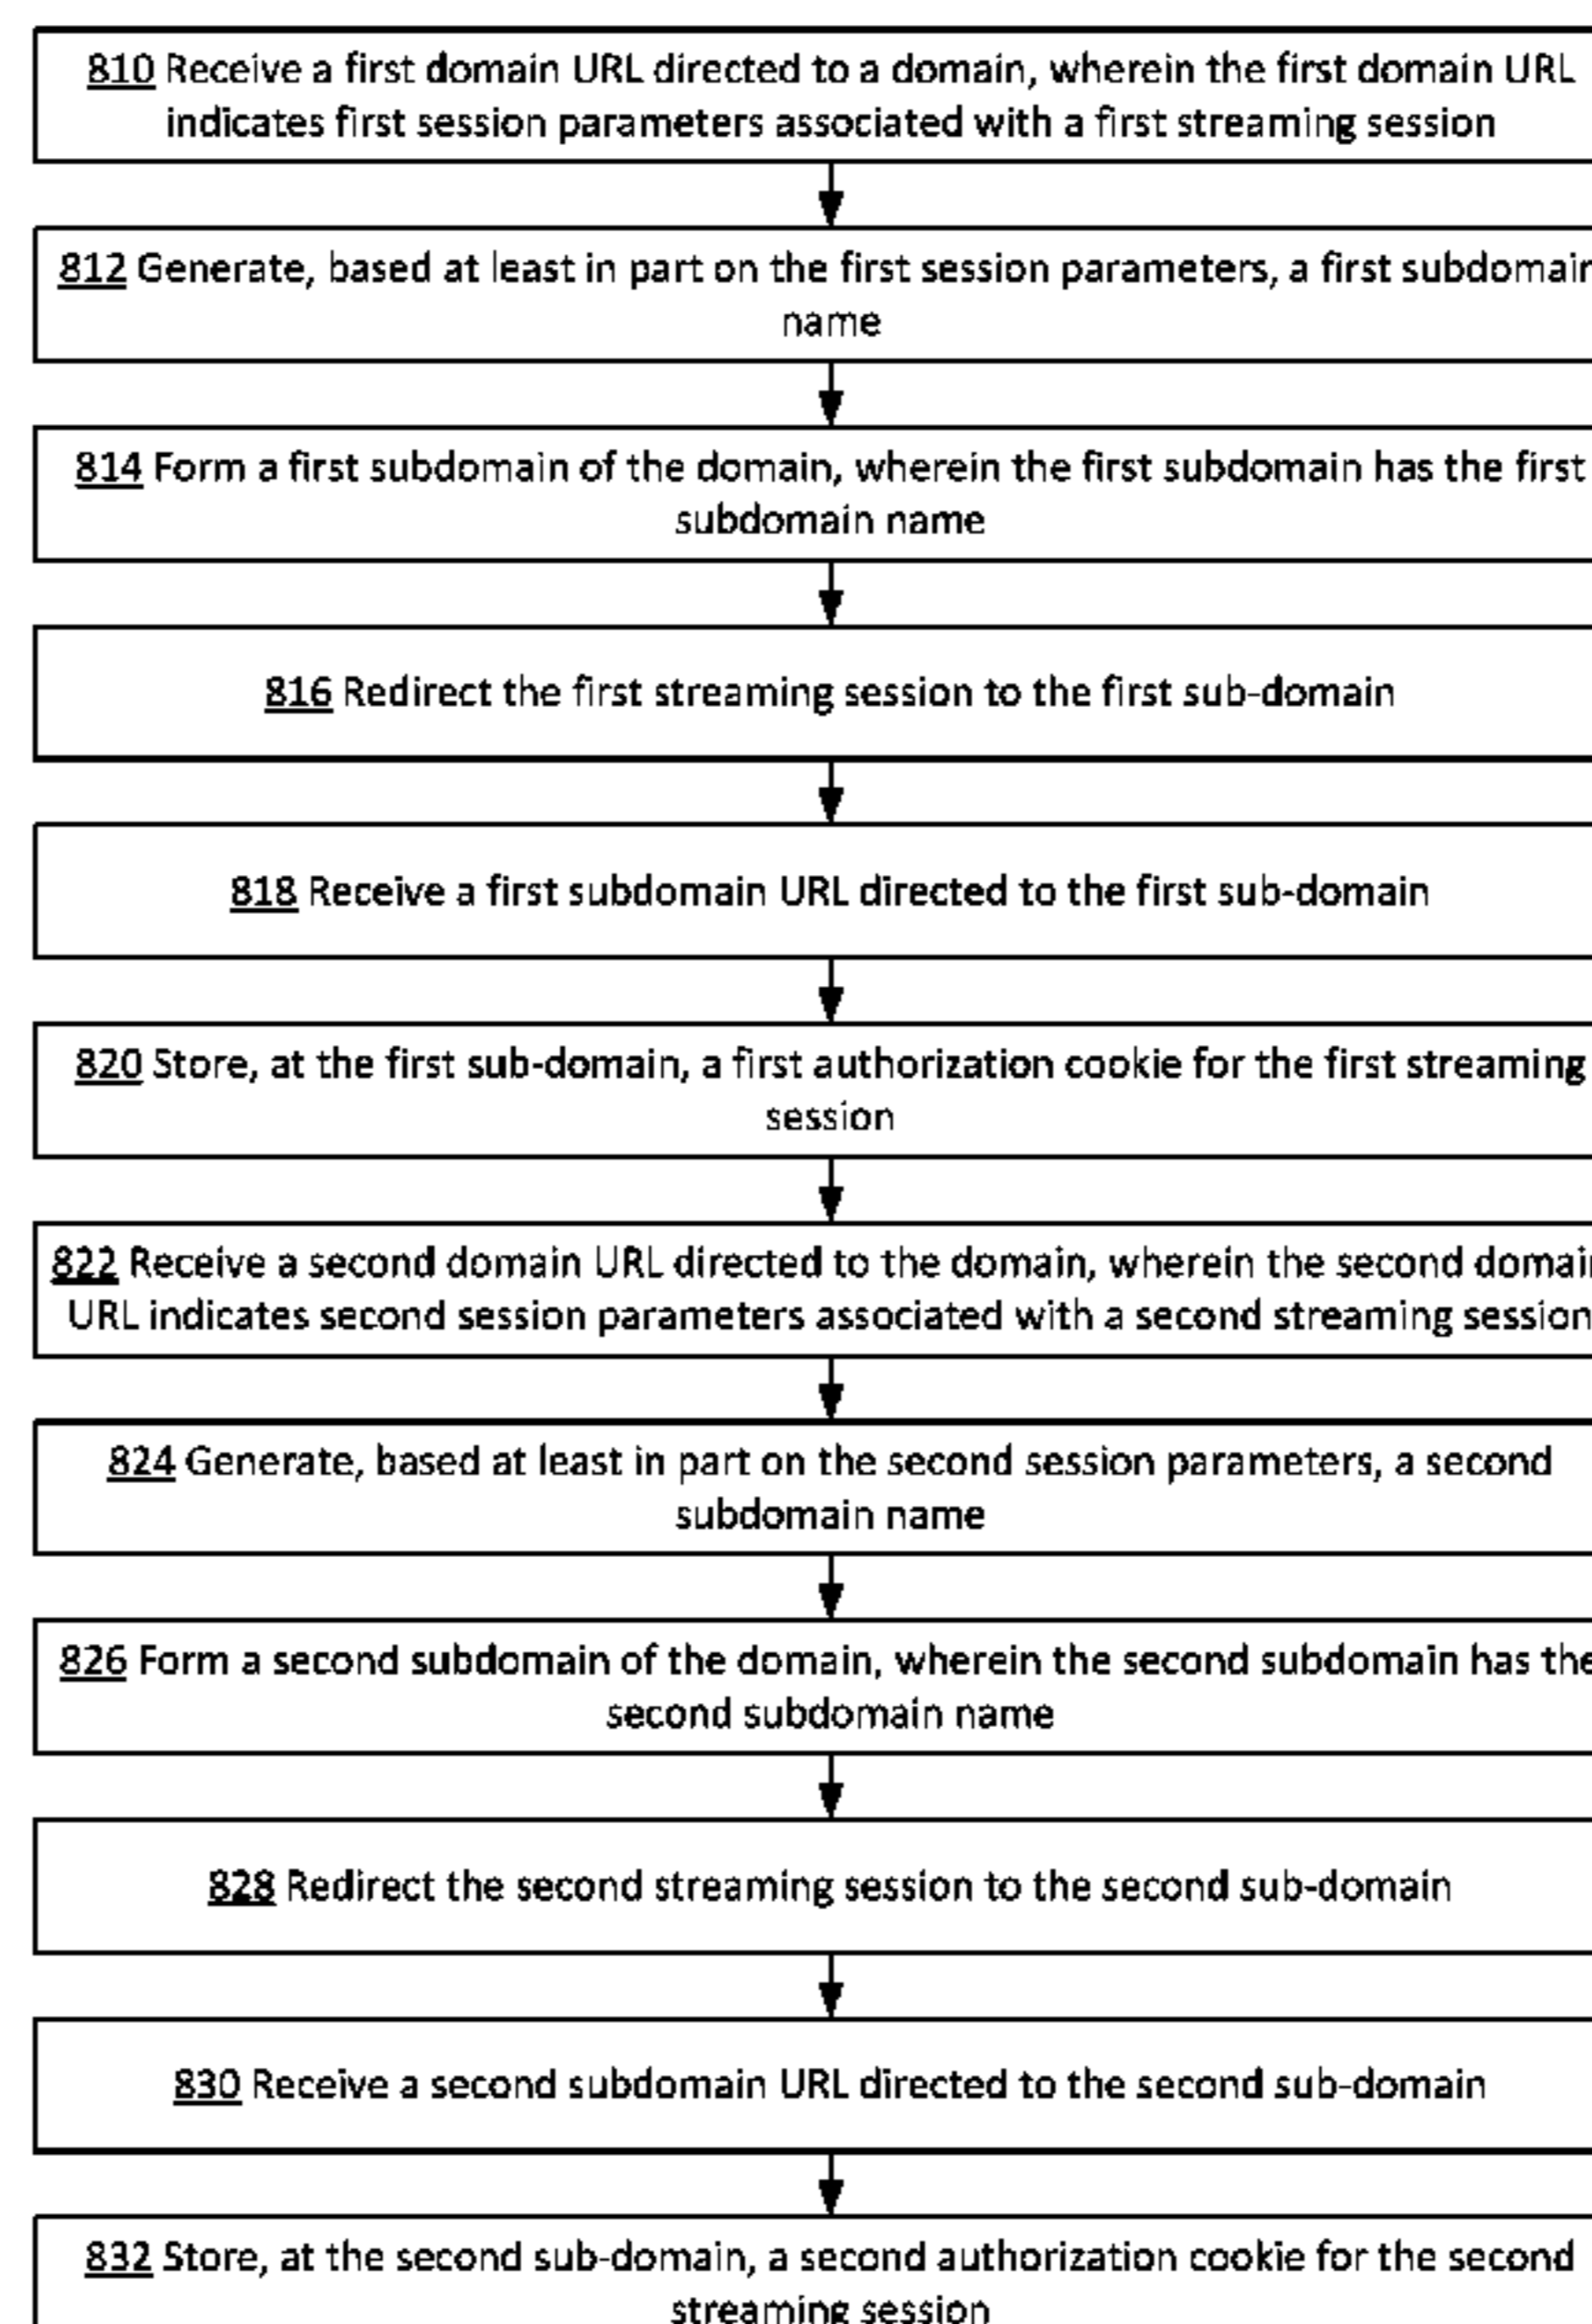 810 Receive a first domain URL directed to a domain, wherein the first domain URL
indicates first session parameters associated with a first streaming session
812 Generate, based at least in part on the first session parameters, a first subdomain
name
814 Form a first subdomain of the domain, wherein the first subdomain has the first
subdomain name
816 Redirect the first streaming session to the first sub-domain
818 Receive a first subdomain URL directed to the first sub-domain
820 Store, at the first sub-domain, a first authorization cookie for the first streaming
session
822 Receive a second domain URL directed to the domain, wherein the second domain
URL indicates second session parameters associated with a second streaming session
824 Generate, based at least in part on the second session parameters, a second
subdomain name
826 Form a second subdomain of the domain, wherein the second subdomain has the
second subdomain name
828 Redirect the second streaming session to the second sub-domain
830 Receive a second subdomain URL directed to the second sub-domain
832 Store, at the second sub-domain, a second authorization cookie for the second
streaming session